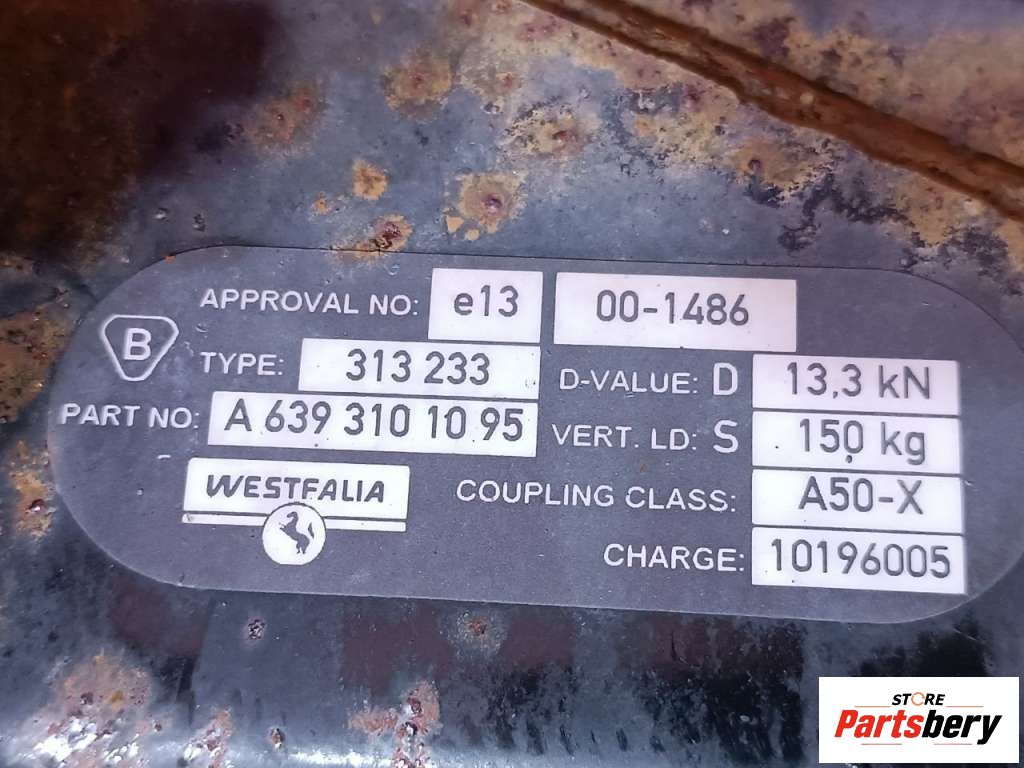 APPROVAL NO: e13 00-1486
B
TYPE: 313 233
D-VALUE: D 13,3 kN
PART NO: A 639 310 10 95
VERT. LD: S 150 kg
WESTFALIA
COUPLING CLASS: A50-X
CHARGE: 10196005
STORE
Partsbery